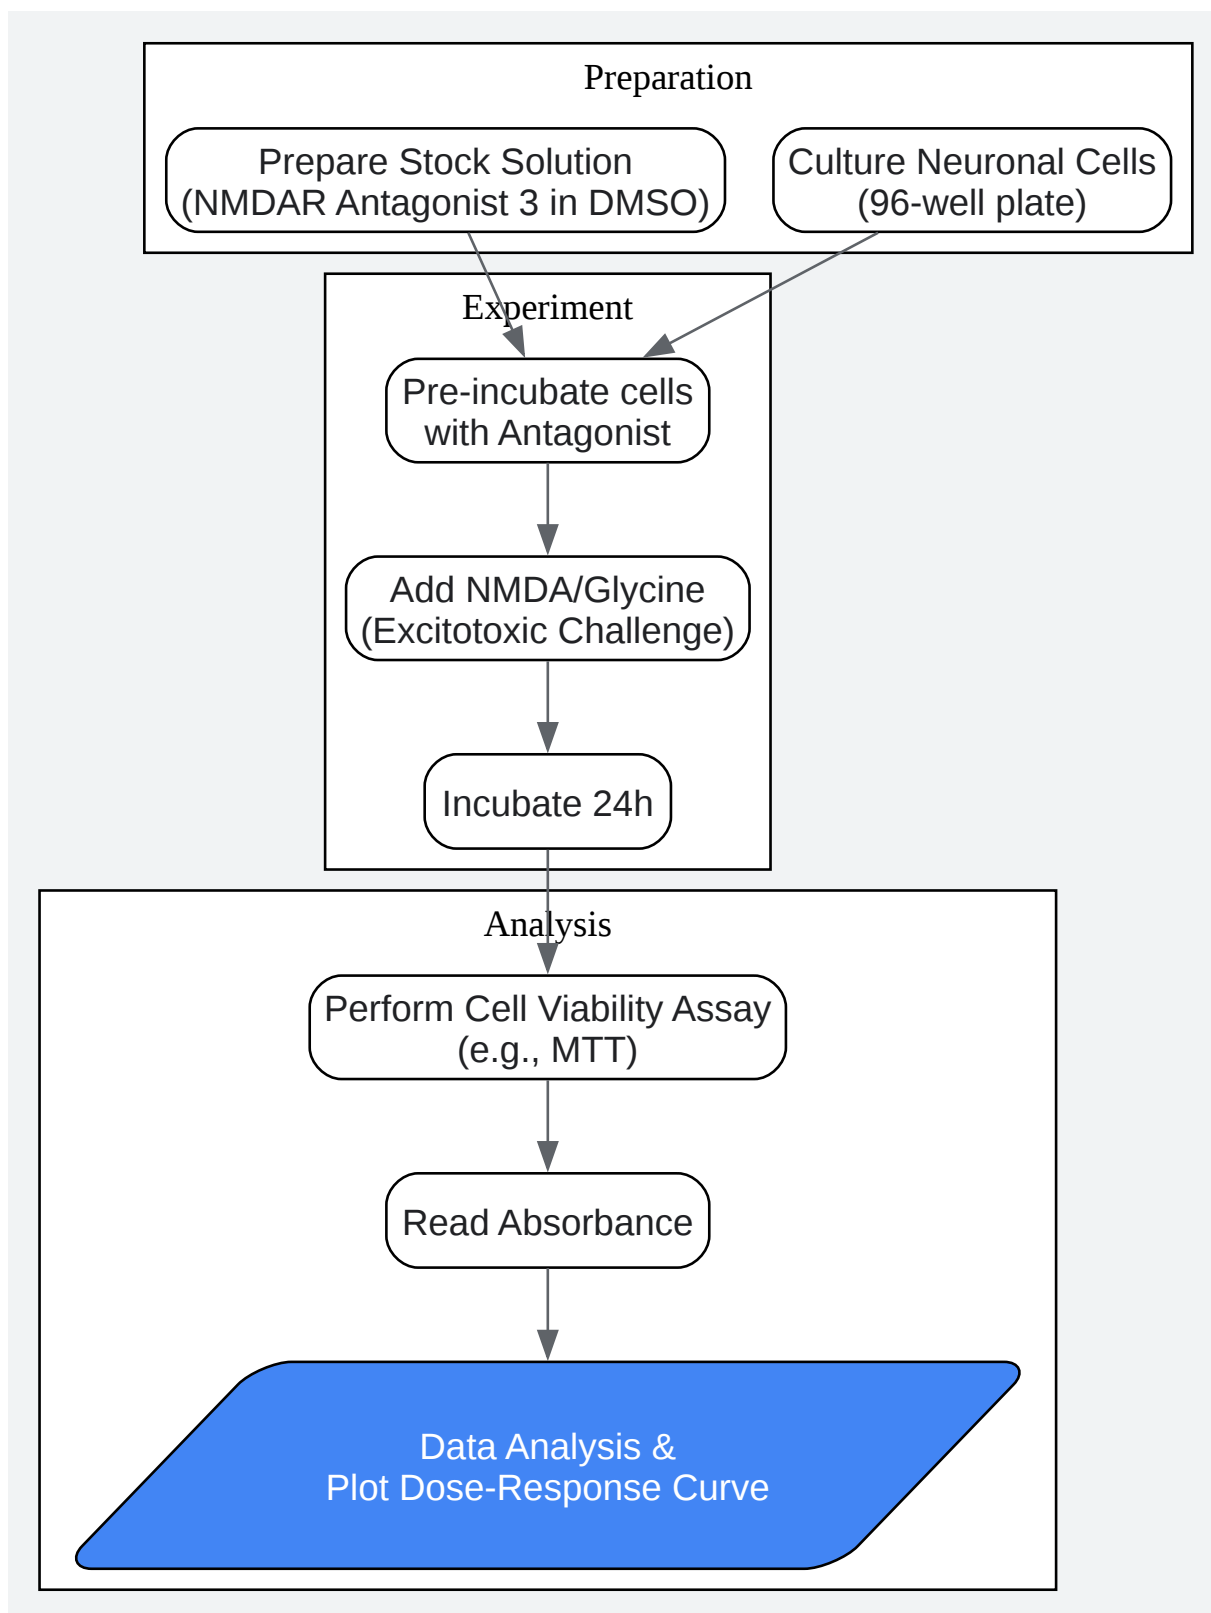 Preparation
Prepare Stock Solution
(NMDAR Antagonist 3 in DMSO)
Culture Neuronal Cells
(96-well plate)
Experiment
Pre-incubate cells
with Antagonist
Add NMDA/Glycine
(Excitotoxic Challenge)
Incubate 24h
Analysis
Perform Cell Viability Assay
(e.g., MTT)
Read Absorbance
Data Analysis &
Plot Dose-Response Curve